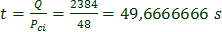 t = Q/P_ci = 2384/48 = 49,6666666 s